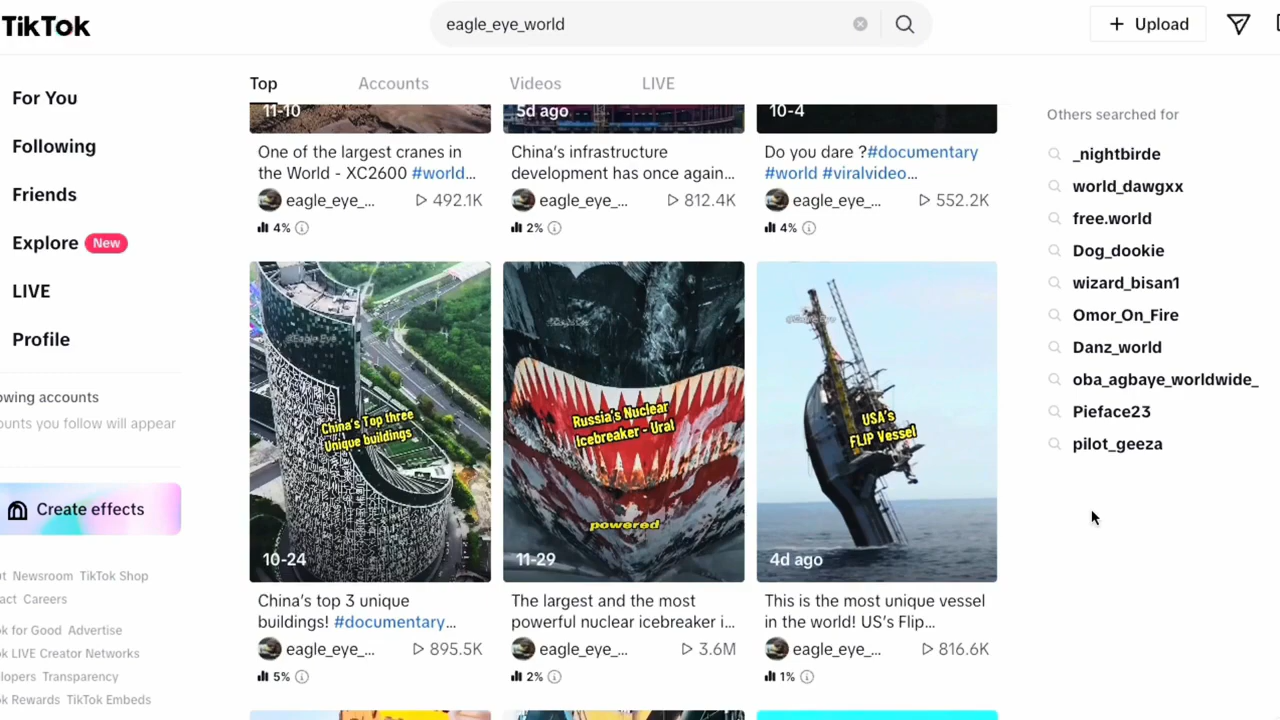 TikTok
eagle_eye_world
Upload
Top
Accounts
Videos
LIVE
For You
Following
Friends
Explore
New
LIVE
Profile
owing accounts
ounts you follow will appear
Create effects
ut Newsroom TikTok Shop
act Careers
ok for Good Advertise
ok LIVE Creator Networks
lopers Transparency
ok Rewards TikTok Embeds
11-10
5d ago
10-4
One of the largest cranes in
the World - XC2600 #world...
eagle_eye_...
492.1K
4%
China's infrastructure
development has once again...
eagle_eye_...
812.4K
2%
Do you dare ?#documentary
#world #viralvideo...
eagle_eye_...
552.2K
4%
@Eagle Eye
China's Top three
Unique buildings
10-24
Russia's Nuclear
Icebreaker - Ural
powered
11-29
USA's
FLIP Vessel
4d ago
China's top 3 unique
buildings! #documentary...
eagle_eye_...
895.5K
5%
The largest and the most
powerful nuclear icebreaker i...
eagle_eye_...
3.6M
2%
This is the most unique vessel
in the world! US's Flip...
eagle_eye_...
816.6K
1%
Others searched for
_nightbirde
world_dawgxx
free.world
Dog_dookie
wizard_bisan1
Omor_On_Fire
Danz_world
oba_agbaye_worldwide_
Pieface23
pilot_geeza